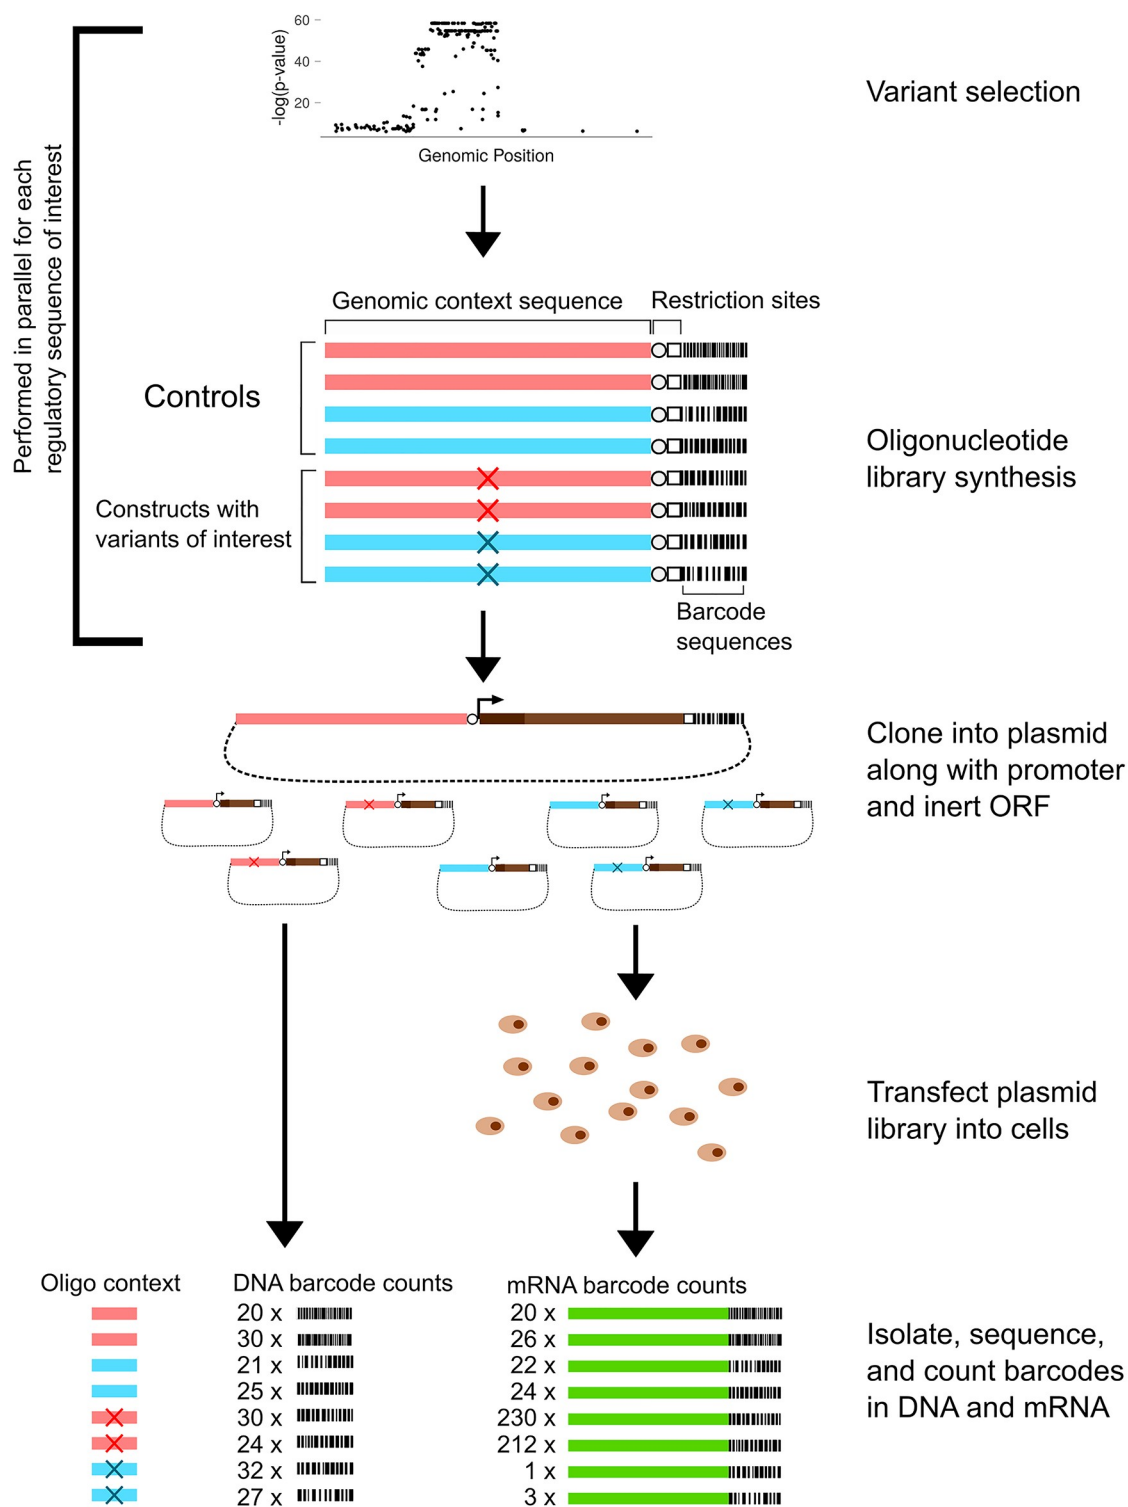 Performed in parallel for each
regulatory sequence of interest
-log(p-value)
60
40
20
Genomic Position
Variant selection
Genomic context sequence
Restriction sites
Controls
Constructs with
variants of interest
Barcode
sequences
Oligonucleotide
library synthesis
Clone into plasmid
along with promoter
and inert ORF
Transfect plasmid
library into cells
Oligo context
DNA barcode counts
mRNA barcode counts
20 x
20 x
30 x
26 x
21 x
22 x
25 x
24 x
30 x
230 x
24 x
212 x
32 x
1 x
27 x
3 x
Isolate, sequence,
and count barcodes
in DNA and mRNA